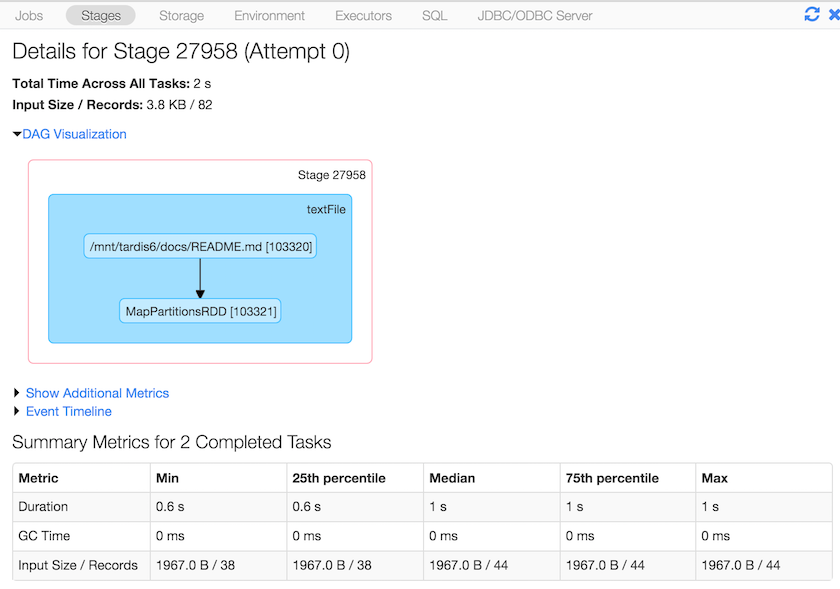 Jobs Stages Storage Environment Executors SQL JDBC/ODBC Server
Details for Stage 27958 (Attempt 0)
Total Time Across All Tasks: 2 s
Input Size / Records: 3.8 KB / 82
DAG Visualization
Stage 27958
textFile
/mnt/tardis6/docs/README.md [103320]
MapPartitionsRDD [103321]
Show Additional Metrics
Event Timeline
Summary Metrics for 2 Completed Tasks
Metric Min 25th percentile Median 75th percentile Max
Duration 0.6 s 0.6 s 1 s 1 s 1 s
GC Time 0 ms 0 ms 0 ms 0 ms 0 ms
Input Size / Records 1967.0 B / 38 1967.0 B / 38 1967.0 B / 44 1967.0 B / 44 1967.0 B / 44